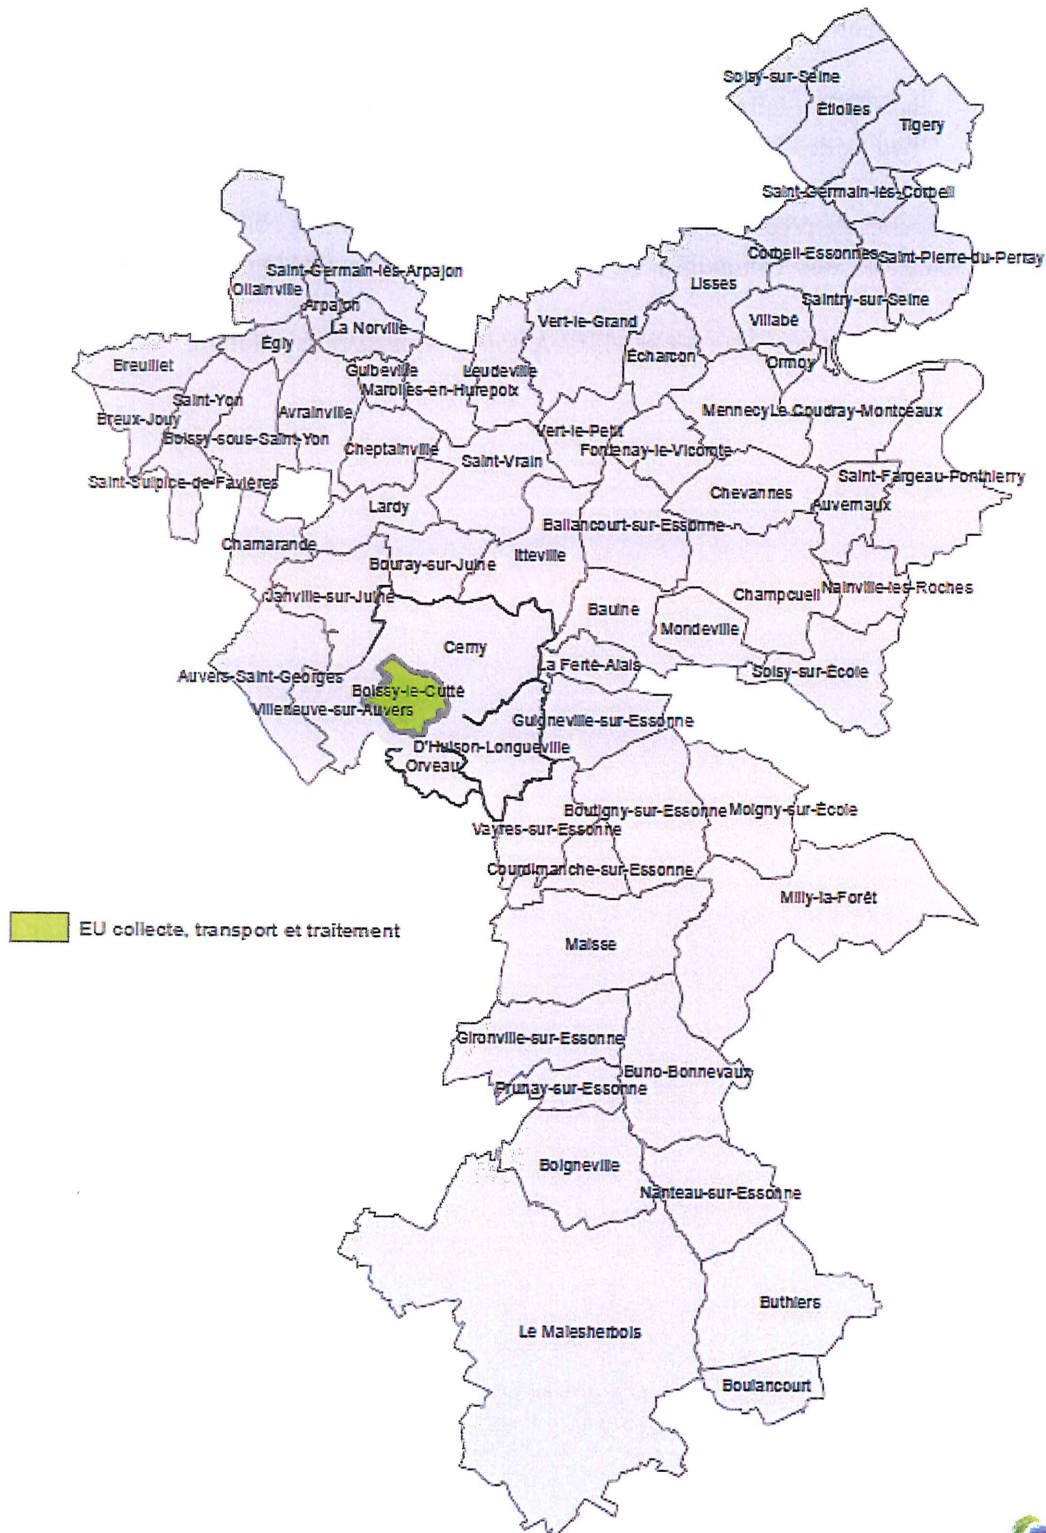 Soisy-sur-Seine
Étiolles
Tigery
Saint-Germain-lès-Corbeil
Corbeil-Essonnes
Saint-Pierre-du-Perray
Saint-Germain-lès-Arpajon
Ollainville
Lisses
Arpajon
Saintry-sur-Seine
La Norville
Vert-le-Grand
Villabé
Égly
Écharcon
Ormoy
Breuillet
Guibeville
Leudeville
Marolles-en-Hurepoix
Saint-Yon
Avrainville
Mennecy
Le Coudray-Montceaux
Breux-Jouy
Boissy-sous-Saint-Yon
Vert-le-Petit
Cheptainville
Fontenay-le-Vicomte
Saint-Vrain
Saint-Fargeau-Ponthierry
Saint-Sulpice-de-Favières
Chevannes
Auvernaux
Lardy
Ballancourt-sur-Essonne
Chamarande
Itteville
Bouray-sur-Juine
Nainville-les-Roches
Janville-sur-Juine
Champcueil
Baulne
Mondeville
Cerny
La Ferté-Alais
Soisy-sur-École
Auvers-Saint-Georges
Boissy-le-Cutté
Villeneuve-sur-Auvers
Guigneville-sur-Essonne
D'Huison-Longueville
Orveau
Boutigny-sur-Essonne
Moigny-sur-École
Vayres-sur-Essonne
Courdimanche-sur-Essonne
Milly-la-Forêt
EU collecte, transport et traitement
Maisse
Gironville-sur-Essonne
Buno-Bonnevaux
Prunay-sur-Essonne
Boigneville
Nanteau-sur-Essonne
Buthiers
Le Malesherbois
Boulancourt